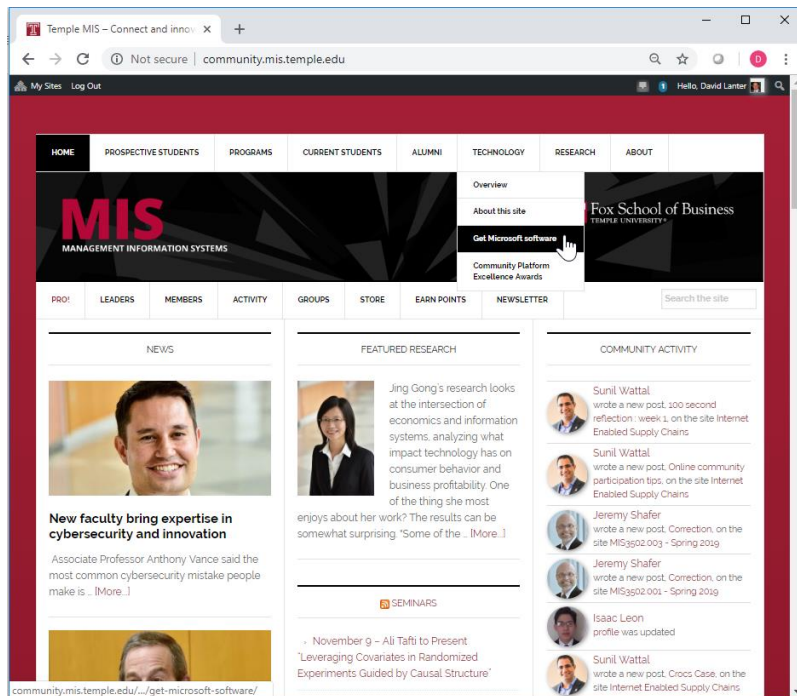 Temple MIS – Connect and innov
Not secure | community.mis.temple.edu
D
My Sites Log Out
1 Hello, David Lanter
HOME PROSPECTIVE STUDENTS PROGRAMS CURRENT STUDENTS ALUMNI TECHNOLOGY RESEARCH ABOUT
Overview
About this site
Get Microsoft software
Community Platform
Excellence Awards
MIS
MANAGEMENT INFORMATION SYSTEMS
Fox School of Business
TEMPLE UNIVERSITY®
PRO! LEADERS MEMBERS ACTIVITY GROUPS STORE EARN POINTS NEWSLETTER
Search the site
NEWS
New faculty bring expertise in
cybersecurity and innovation
Associate Professor Anthony Vance said the
most common cybersecurity mistake people
make is … [More...]
FEATURED RESEARCH
Jing Gong's research looks
at the intersection of
economics and information
systems, analyzing what
impact technology has on
consumer behavior and
business profitability. One
of the thing she most
enjoys about her work? The results can be
somewhat surprising. "Some of the … [More...]
SEMINARS
November 9 – Ali Tafti to Present
"Leveraging Covariates in Randomized
Experiments Guided by Causal Structure"
COMMUNITY ACTIVITY
Sunil Wattal
wrote a new post, 100 second
reflection : week 1, on the site Internet
Enabled Supply Chains
Sunil Wattal
wrote a new post, Online community
participation tips, on the site Internet
Enabled Supply Chains
Jeremy Shafer
wrote a new post, Correction, on the
site MIS3502.003 - Spring 2019
Jeremy Shafer
wrote a new post, Correction, on the
site MIS3502.001 - Spring 2019
Isaac Leon
profile was updated
Sunil Wattal
wrote a new post, Crocs Case, on the
site Internet Enabled Supply Chains
community.mis.temple.edu/.../get-microsoft-software/